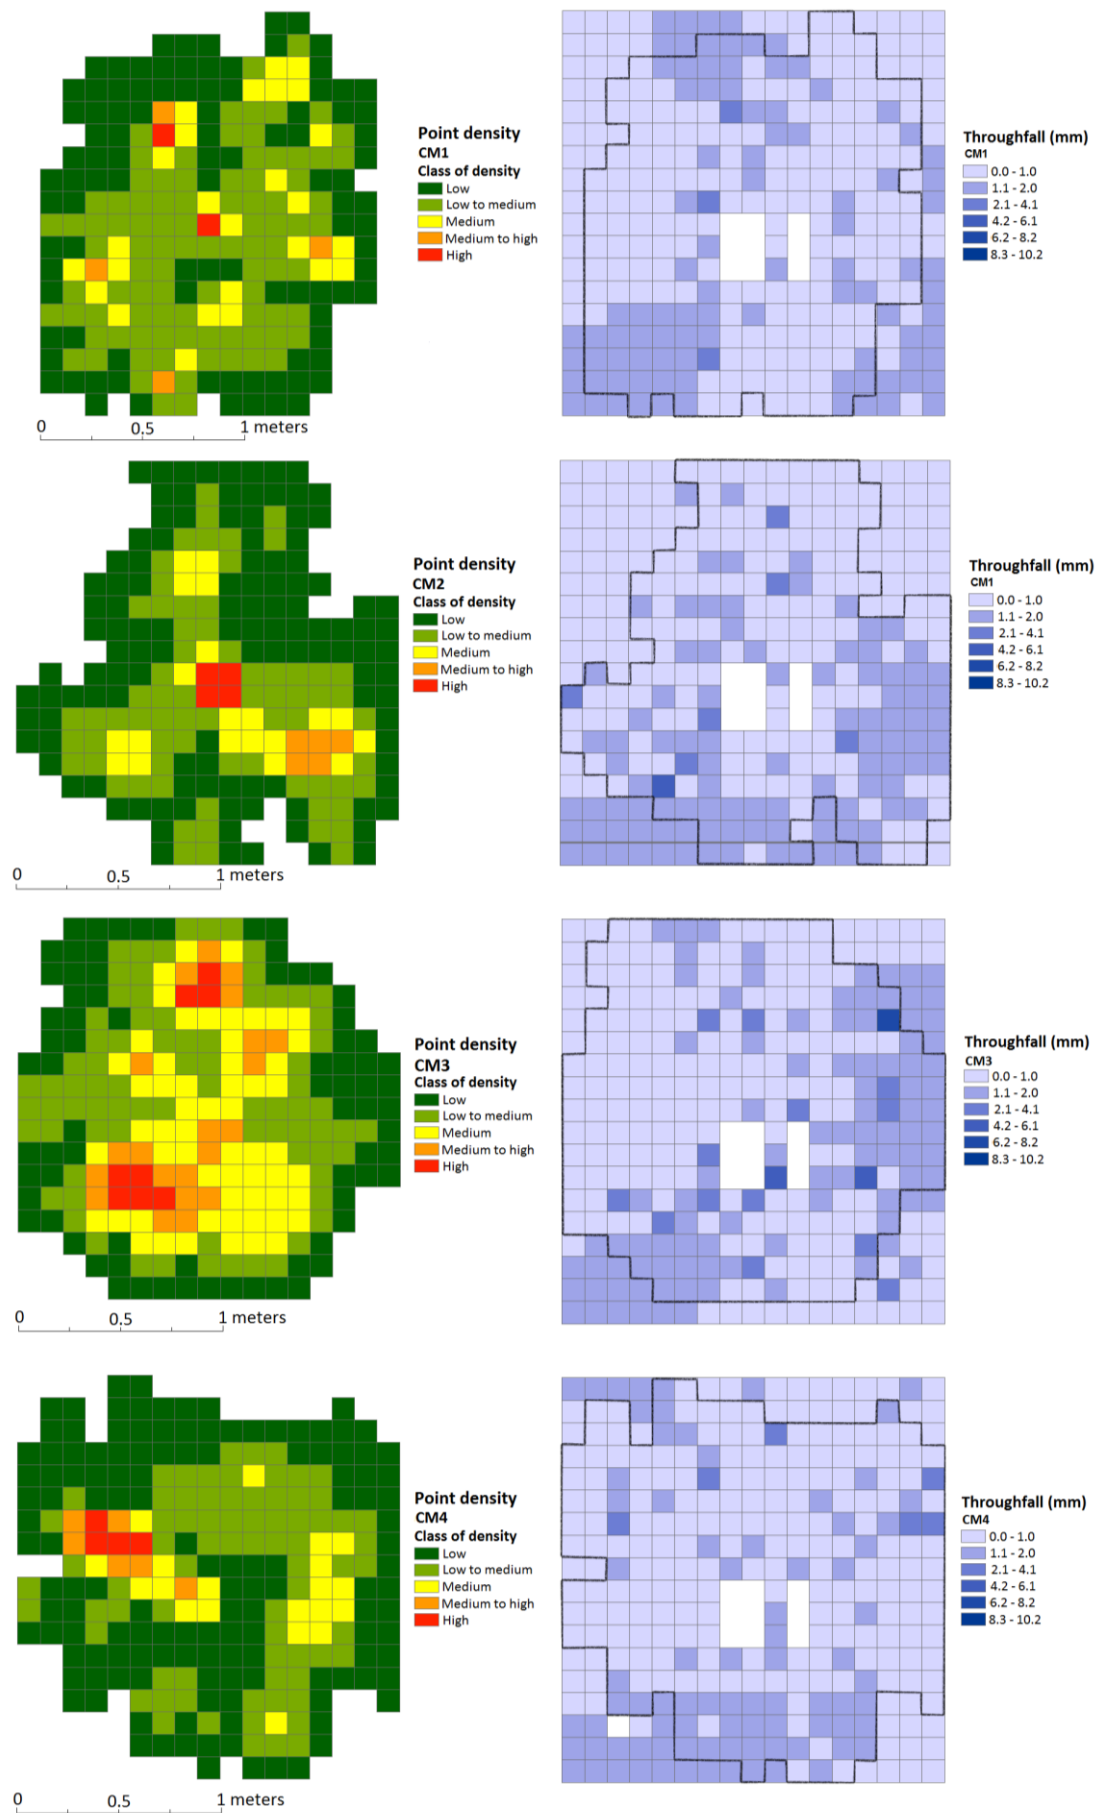 Point density
CM1
Class of density
Low
Low to medium
Medium
Medium to high
High
0 0.5 1 meters
Throughfall (mm)
CM1
0.0 - 1.0
1.1 - 2.0
2.1 - 4.1
4.2 - 6.1
6.2 - 8.2
8.3 - 10.2
Point density
CM2
Class of density
Low
Low to medium
Medium
Medium to high
High
0 0.5 1 meters
Throughfall (mm)
CM1
0.0 - 1.0
1.1 - 2.0
2.1 - 4.1
4.2 - 6.1
6.2 - 8.2
8.3 - 10.2
Point density
CM3
Class of density
Low
Low to medium
Medium
Medium to high
High
0 0.5 1 meters
Throughfall (mm)
CM3
0.0 - 1.0
1.1 - 2.0
2.1 - 4.1
4.2 - 6.1
6.2 - 8.2
8.3 - 10.2
Point density
CM4
Class of density
Low
Low to medium
Medium
Medium to high
High
0 0.5 1 meters
Throughfall (mm)
CM4
0.0 - 1.0
1.1 - 2.0
2.1 - 4.1
4.2 - 6.1
6.2 - 8.2
8.3 - 10.2